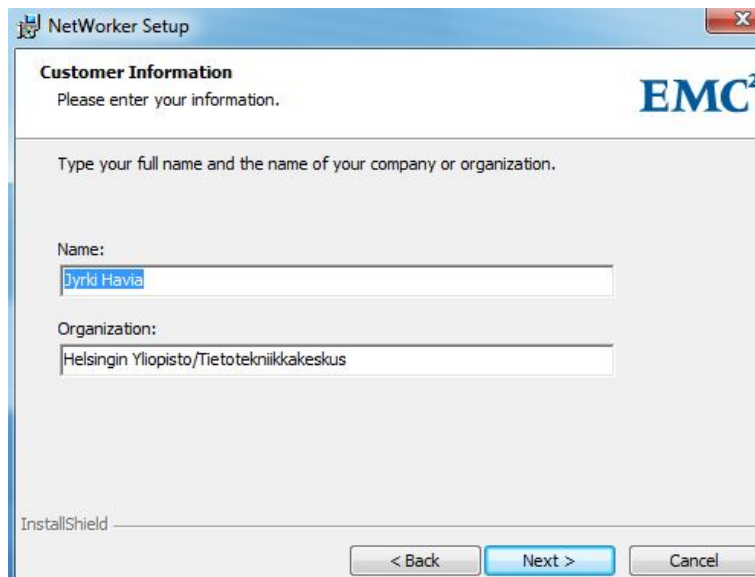 NetWorker Setup
Customer Information
Please enter your information.
EMC²
Type your full name and the name of your company or organization.
Name:
Jyrki Havia
Organization:
Helsingin Yliopisto/Tietotekniikkakeskus
InstallShield
< Back
Next >
Cancel